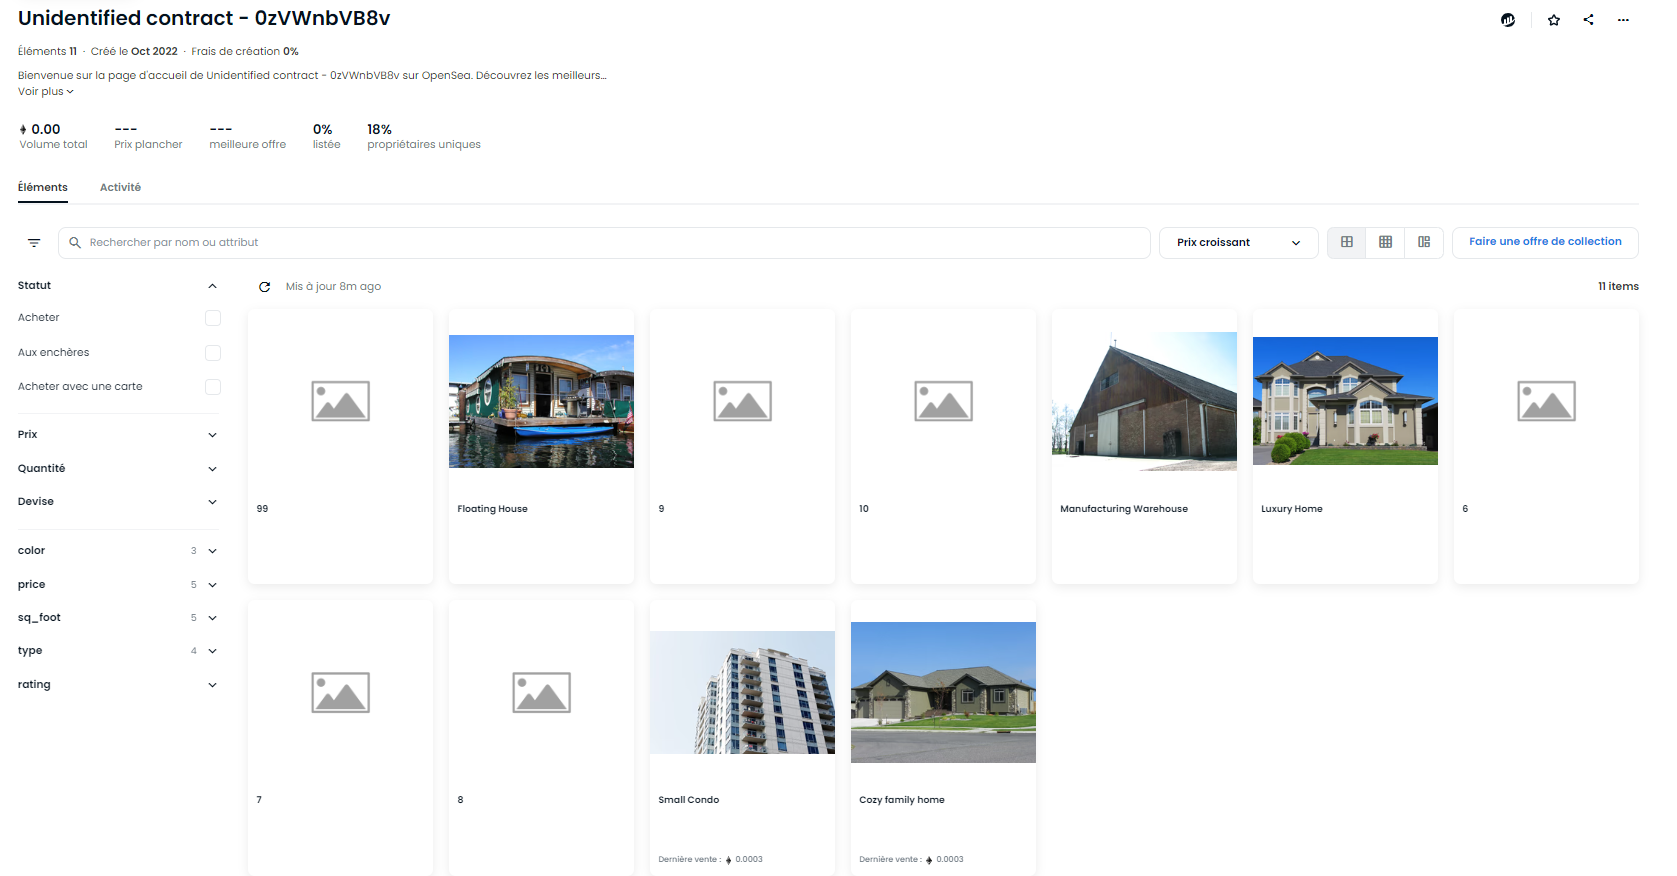 Unidentified contract - 0zVWnbVB8v
Éléments 11 · Créé le Oct 2022 · Frais de création 0%
Bienvenue sur la page d'accueil de Unidentified contract - 0zVWnbVB8v sur OpenSea. Découvrez les meilleurs...
Voir plus
0.00 --- --- 0% 18%
Volume total Prix plancher meilleure offre listée propriétaires uniques
Éléments Activité
Rechercher par nom ou attribut Prix croissant Faire une offre de collection
Statut
Acheter
Aux enchères
Acheter avec une carte
Prix
Quantité
Devise
color 3
price 5
sq_foot 5
type 4
rating
Mis à jour 8m ago 11 items
99 Floating House 9 10 Manufacturing Warehouse Luxury Home 6
7 8 Small Condo Cozy family home
Dernière vente : 0.0003 Dernière vente : 0.0003